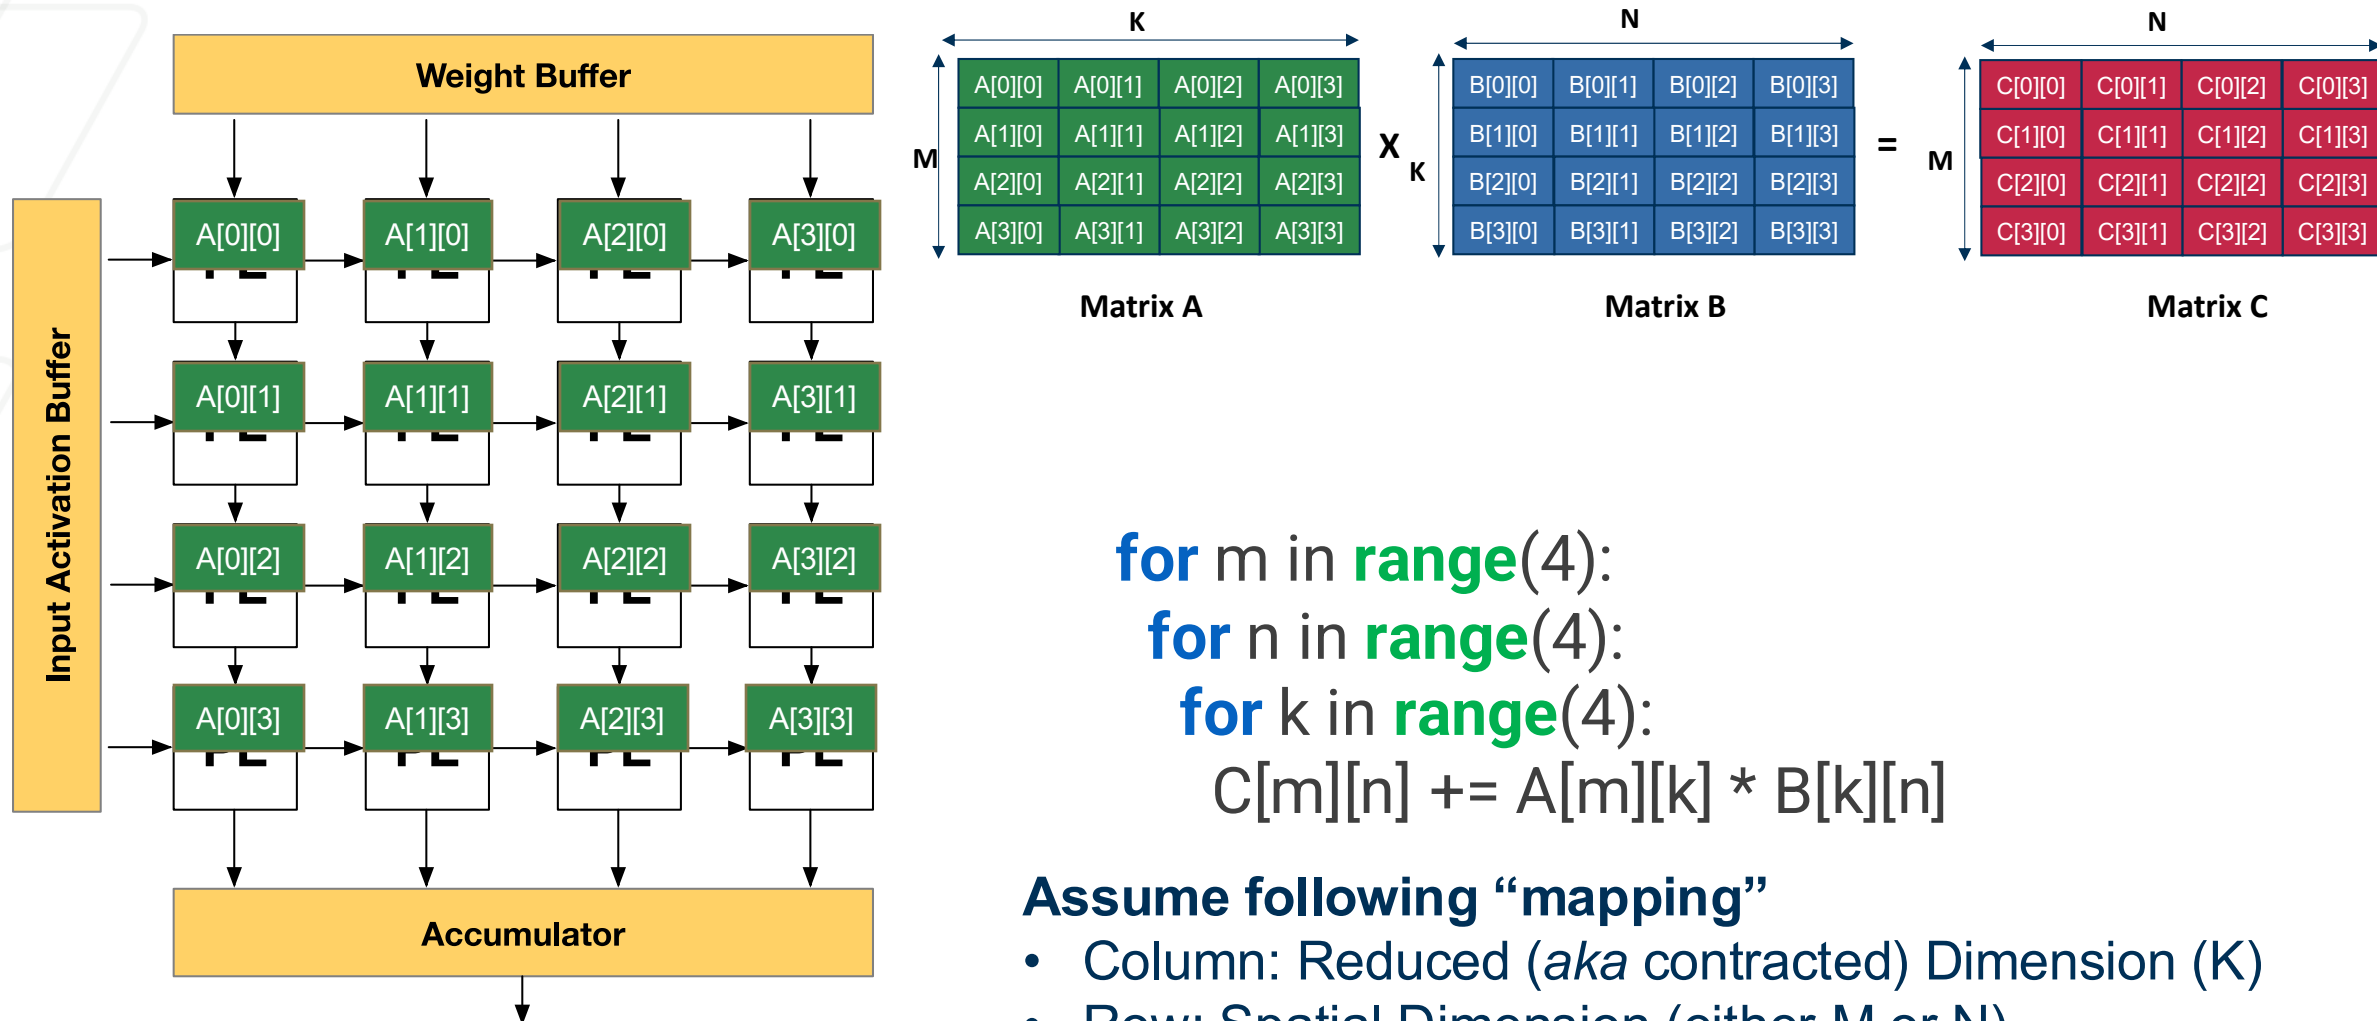 Weight Buffer
Input Activation Buffer
A[0][0] A[1][0] A[2][0] A[3][0]
A[0][1] A[1][1] A[2][1] A[3][1]
A[0][2] A[1][2] A[2][2] A[3][2]
A[0][3] A[1][3] A[2][3] A[3][3]
Accumulator
K
M
A[0][0] A[0][1] A[0][2] A[0][3]
A[1][0] A[1][1] A[1][2] A[1][3]
A[2][0] A[2][1] A[2][2] A[2][3]
A[3][0] A[3][1] A[3][2] A[3][3]
Matrix A
X
N
K
B[0][0] B[0][1] B[0][2] B[0][3]
B[1][0] B[1][1] B[1][2] B[1][3]
B[2][0] B[2][1] B[2][2] B[2][3]
B[3][0] B[3][1] B[3][2] B[3][3]
Matrix B
=
N
M
C[0][0] C[0][1] C[0][2] C[0][3]
C[1][0] C[1][1] C[1][2] C[1][3]
C[2][0] C[2][1] C[2][2] C[2][3]
C[3][0] C[3][1] C[3][2] C[3][3]
Matrix C
for m in range(4):
for n in range(4):
for k in range(4):
C[m][n] += A[m][k] * B[k][n]
Assume following “mapping”
• Column: Reduced (aka contracted) Dimension (K)
• Row: Spatial Dimension (either M or N)